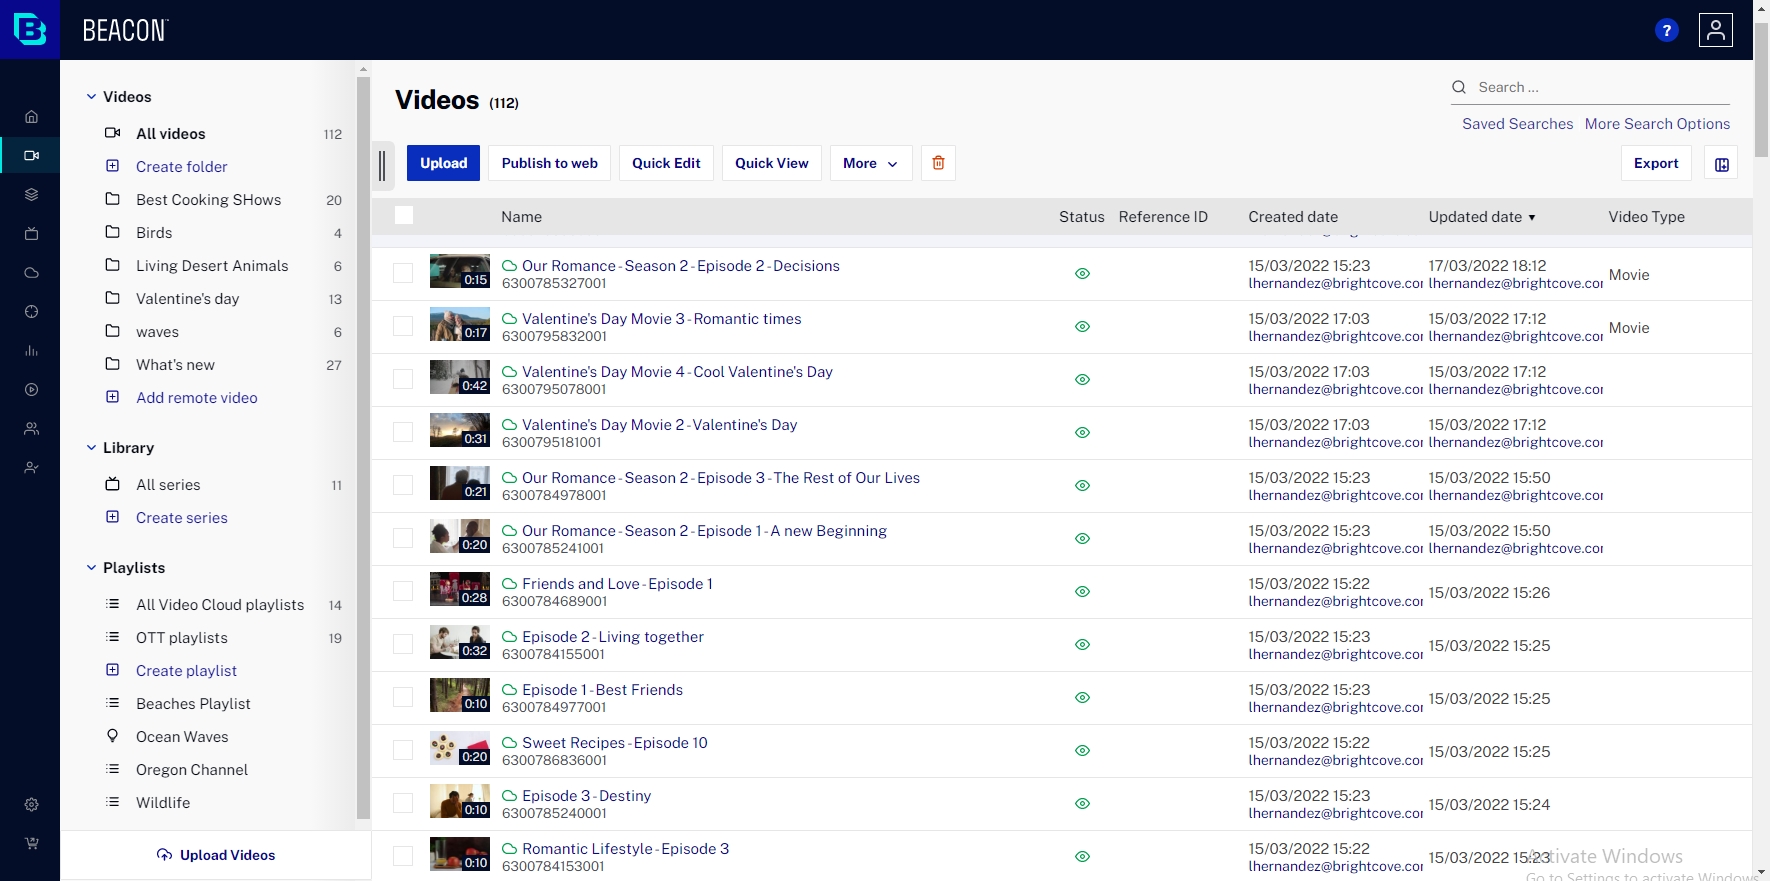 BEACON
?
Videos
All videos 112
Create folder
Best Cooking SHows 20
Birds 4
Living Desert Animals 6
Valentine's day 13
waves 6
What's new 27
Add remote video
Library
All series 11
Create series
Playlists
All Video Cloud playlists 14
OTT playlists 19
Create playlist
Beaches Playlist
Ocean Waves
Oregon Channel
Wildlife
Upload Videos
Videos (112)
Search ...
Saved Searches More Search Options
Upload Publish to web Quick Edit Quick View More Export
Name Status Reference ID Created date Updated date Video Type
0:15 Our Romance - Season 2 - Episode 2 - Decisions 15/03/2022 15:23 17/03/2022 18:12 Movie
6300785327001 lhernandez@brightcove.cor lhernandez@brightcove.cor
0:17 Valentine's Day Movie 3 - Romantic times 15/03/2022 17:03 15/03/2022 17:12 Movie
6300795832001 lhernandez@brightcove.cor lhernandez@brightcove.cor
0:42 Valentine's Day Movie 4 - Cool Valentine's Day 15/03/2022 17:03 15/03/2022 17:12
6300795078001 lhernandez@brightcove.cor lhernandez@brightcove.cor
0:31 Valentine's Day Movie 2 - Valentine's Day 15/03/2022 17:03 15/03/2022 17:12
6300795181001 lhernandez@brightcove.cor lhernandez@brightcove.cor
0:21 Our Romance - Season 2 - Episode 3 - The Rest of Our Lives 15/03/2022 15:23 15/03/2022 15:50
6300784978001 lhernandez@brightcove.cor lhernandez@brightcove.cor
0:20 Our Romance - Season 2 - Episode 1 - A new Beginning 15/03/2022 15:23 15/03/2022 15:50
6300785241001 lhernandez@brightcove.cor lhernandez@brightcove.cor
0:28 Friends and Love - Episode 1 15/03/2022 15:22 15/03/2022 15:26
6300784689001 lhernandez@brightcove.cor
0:32 Episode 2 - Living together 15/03/2022 15:23 15/03/2022 15:25
6300784155001 lhernandez@brightcove.cor
0:10 Episode 1 - Best Friends 15/03/2022 15:23 15/03/2022 15:25
6300784977001 lhernandez@brightcove.cor
0:20 Sweet Recipes - Episode 10 15/03/2022 15:22 15/03/2022 15:25
6300786836001 lhernandez@brightcove.cor
0:10 Episode 3 - Destiny 15/03/2022 15:23 15/03/2022 15:24
6300785240001 lhernandez@brightcove.cor
0:10 Romantic Lifestyle - Episode 3 15/03/2022 15:22 15/03/2022 15:23
6300784153001 lhernandez@brightcove.cor
Activate Windows
Go to Settings to activate Windows